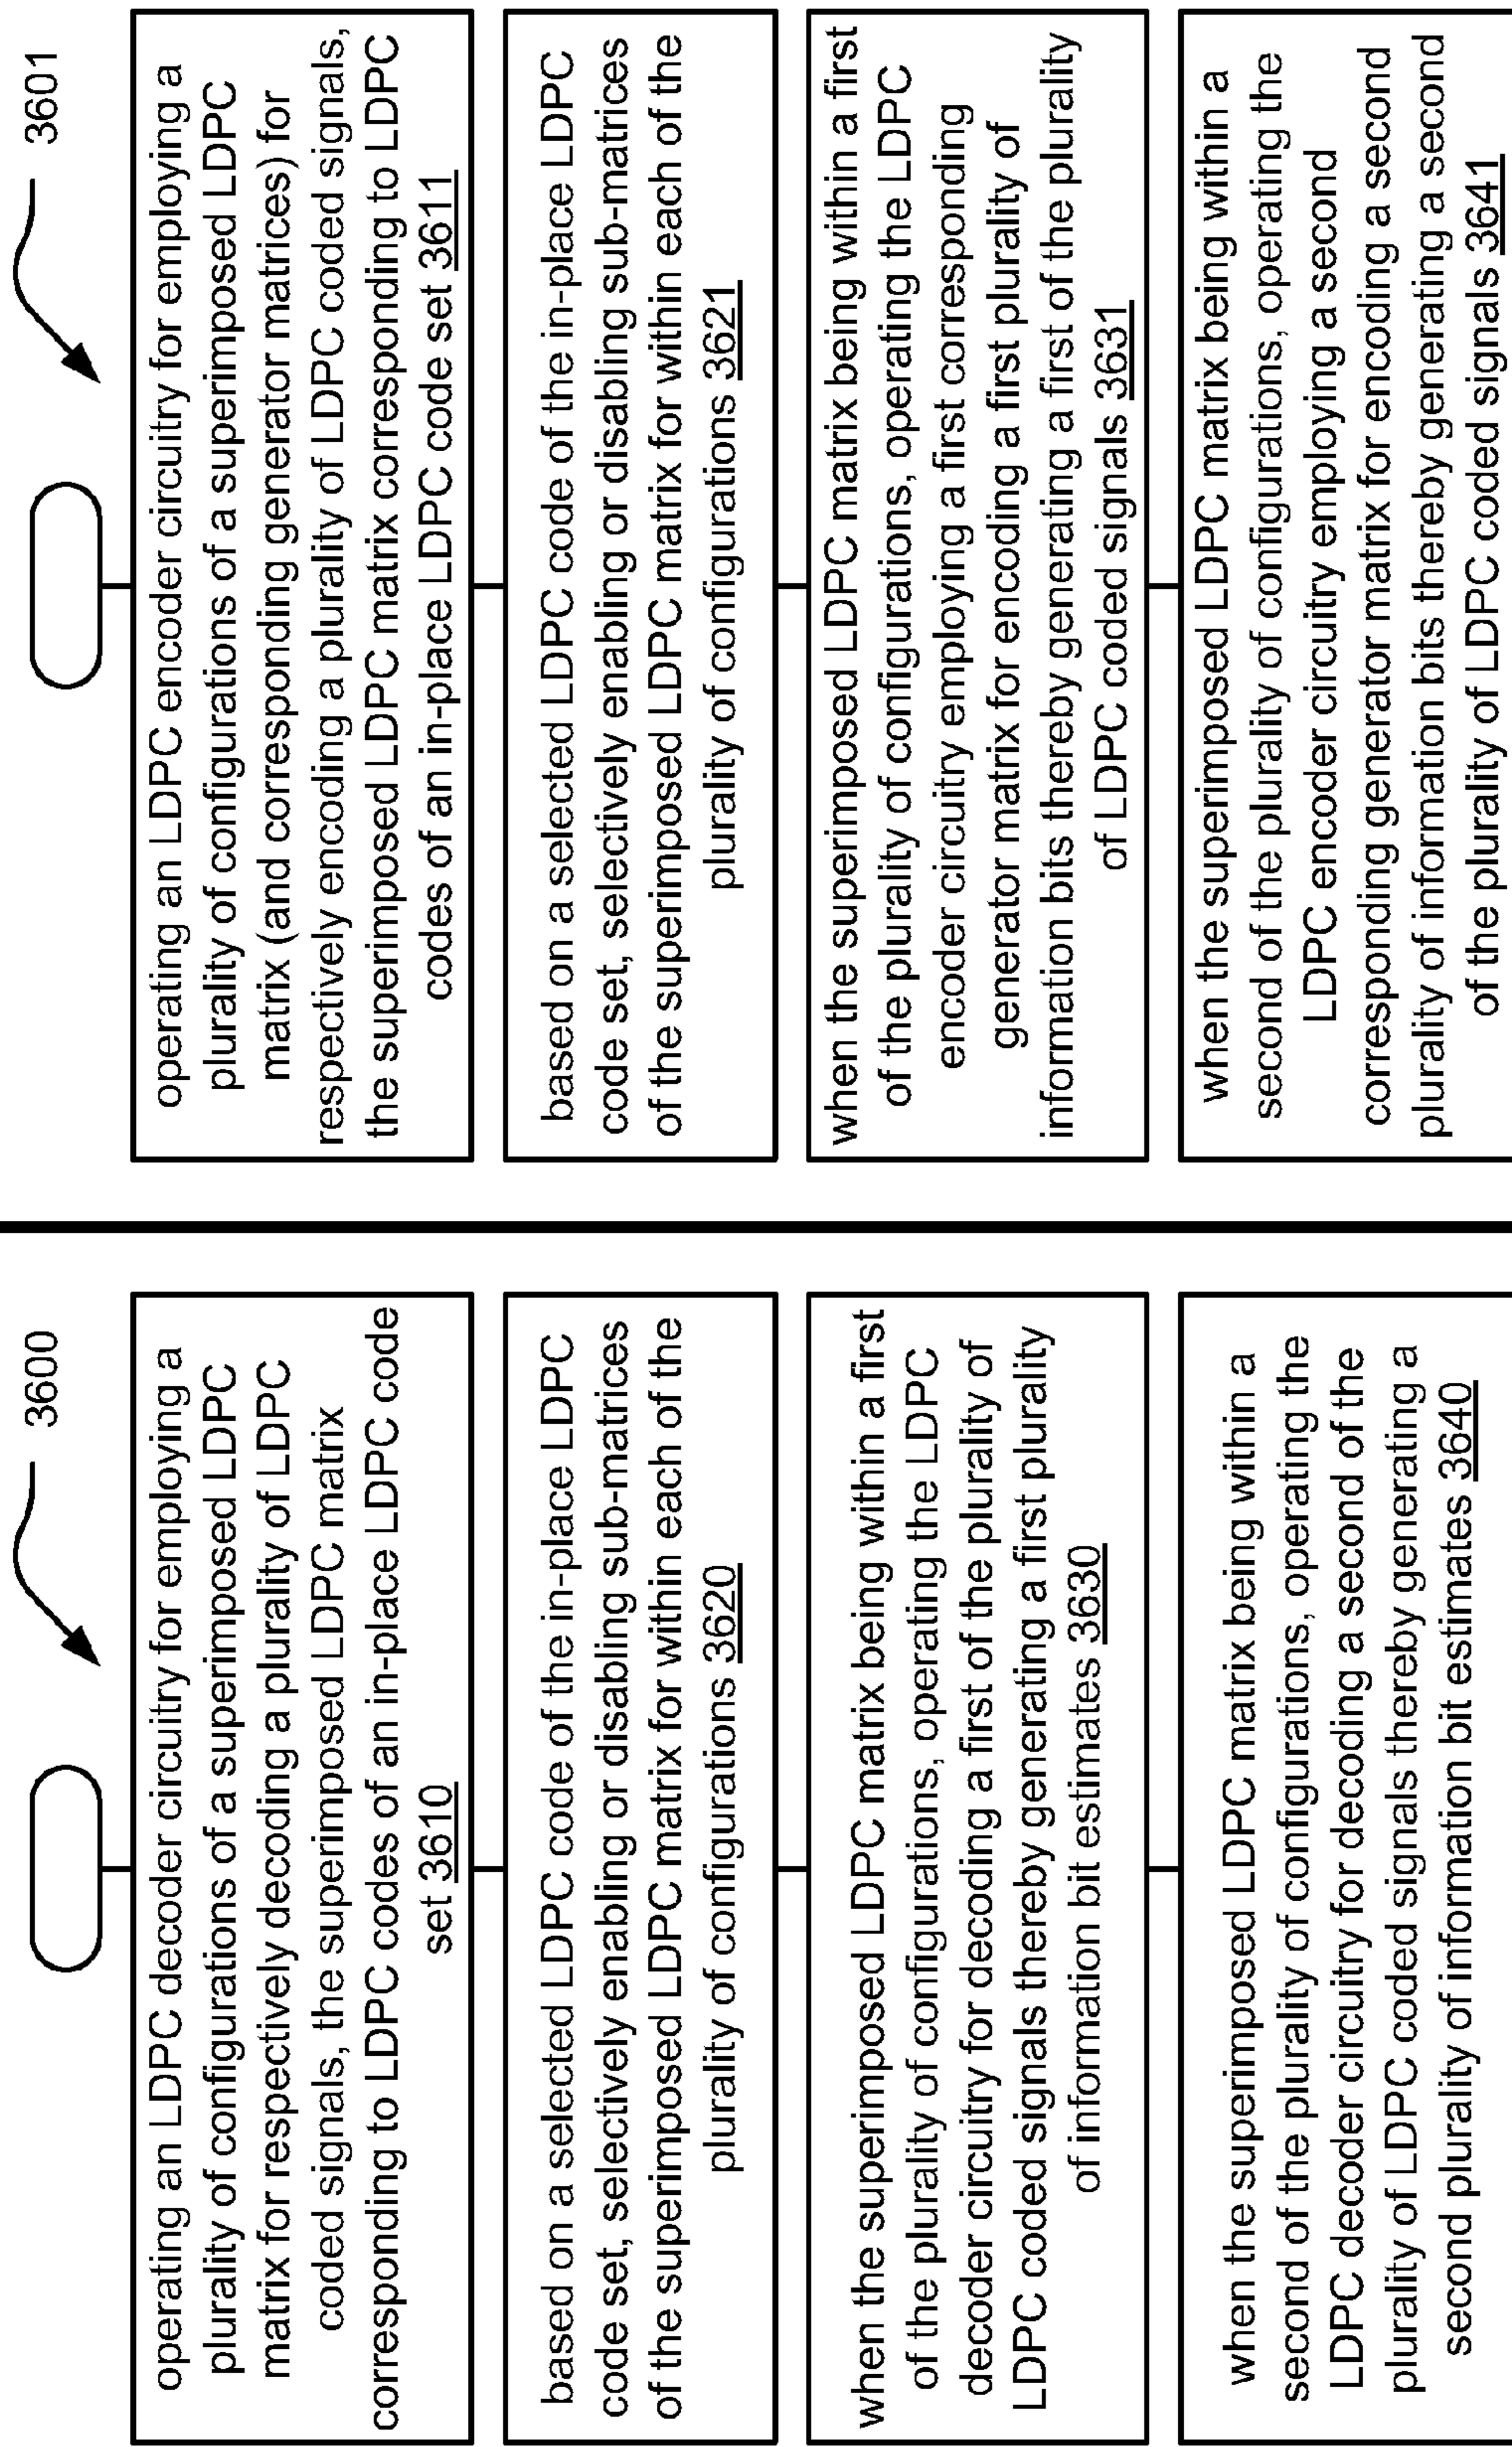 3600
operating an LDPC decoder circuitry for employing a
plurality of configurations of a superimposed LDPC
matrix for respectively decoding a plurality of LDPC
coded signals, the superimposed LDPC matrix
corresponding to LDPC codes of an in-place LDPC code
set 3610
based on a selected LDPC code of the in-place LDPC
code set, selectively enabling or disabling sub-matrices
of the superimposed LDPC matrix for within each of the
plurality of configurations 3620
when the superimposed LDPC matrix being within a first
of the plurality of configurations, operating the LDPC
decoder circuitry for decoding a first of the plurality of
LDPC coded signals thereby generating a first plurality
of information bit estimates 3630
when the superimposed LDPC matrix being within a
second of the plurality of configurations, operating the
LDPC decoder circuitry for decoding a second of the
plurality of LDPC coded signals thereby generating a
second plurality of information bit estimates 3640
3601
operating an LDPC encoder circuitry for employing a
plurality of configurations of a superimposed LDPC
matrix (and corresponding generator matrices) for
respectively encoding a plurality of LDPC coded signals,
the superimposed LDPC matrix corresponding to LDPC
codes of an in-place LDPC code set 3611
based on a selected LDPC code of the in-place LDPC
code set, selectively enabling or disabling sub-matrices
of the superimposed LDPC matrix for within each of the
plurality of configurations 3621
when the superimposed LDPC matrix being within a first
of the plurality of configurations, operating the LDPC
encoder circuitry employing a first corresponding
generator matrix for encoding a first plurality of
information bits thereby generating a first of the plurality
of LDPC coded signals 3631
when the superimposed LDPC matrix being within a
second of the plurality of configurations, operating the
LDPC encoder circuitry employing a second
corresponding generator matrix for encoding a second
plurality of information bits thereby generating a second
of the plurality of LDPC coded signals 3641